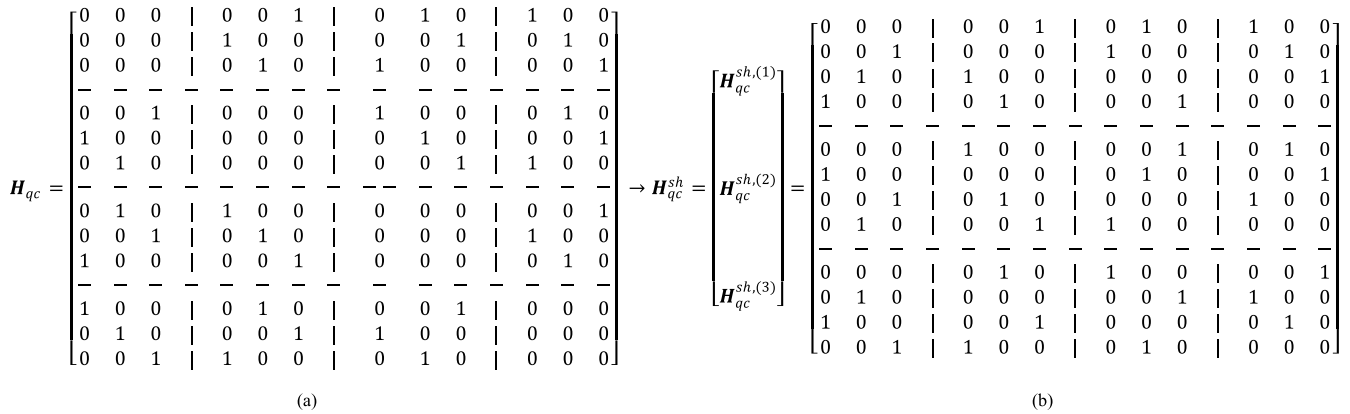 H_{qc} =
0 0 0 | 0 0 1 | 0 1 0 | 1 0 0
0 0 0 | 1 0 0 | 0 0 1 | 0 1 0
0 0 0 | 0 1 0 | 1 0 0 | 0 0 1
— — — — — — — — — — — — — — —
0 0 1 | 0 0 0 | 1 0 0 | 0 1 0
1 0 0 | 0 0 0 | 0 1 0 | 0 0 1
0 1 0 | 0 0 0 | 0 0 1 | 1 0 0
— — — — — — — — — — — — — — — —
0 1 0 | 1 0 0 | 0 0 0 | 0 0 1
0 0 1 | 0 1 0 | 0 0 0 | 1 0 0
1 0 0 | 0 0 1 | 0 0 0 | 0 1 0
— — — — — — — — — — — — — — —
1 0 0 | 0 1 0 | 0 0 1 | 0 0 0
0 1 0 | 0 0 1 | 1 0 0 | 0 0 0
0 0 1 | 1 0 0 | 0 1 0 | 0 0 0
(a)
→ H_{qc}^{sh} =
H_{qc}^{sh,(1)}
H_{qc}^{sh,(2)}
H_{qc}^{sh,(3)}
=
0 0 0 | 0 0 1 | 0 1 0 | 1 0 0
0 0 1 | 0 0 0 | 1 0 0 | 0 1 0
0 1 0 | 1 0 0 | 0 0 0 | 0 0 1
1 0 0 | 0 1 0 | 0 0 1 | 0 0 0
— — — — — — — — — — — — — — —
0 0 0 | 1 0 0 | 0 0 1 | 0 1 0
1 0 0 | 0 0 0 | 0 1 0 | 0 0 1
0 0 1 | 0 1 0 | 0 0 0 | 1 0 0
0 1 0 | 0 0 1 | 1 0 0 | 0 0 0
— — — — — — — — — — — — — — —
0 0 0 | 0 1 0 | 1 0 0 | 0 0 1
0 1 0 | 0 0 0 | 0 0 1 | 1 0 0
1 0 0 | 0 0 1 | 0 0 0 | 0 1 0
0 0 1 | 1 0 0 | 0 1 0 | 0 0 0
(b)